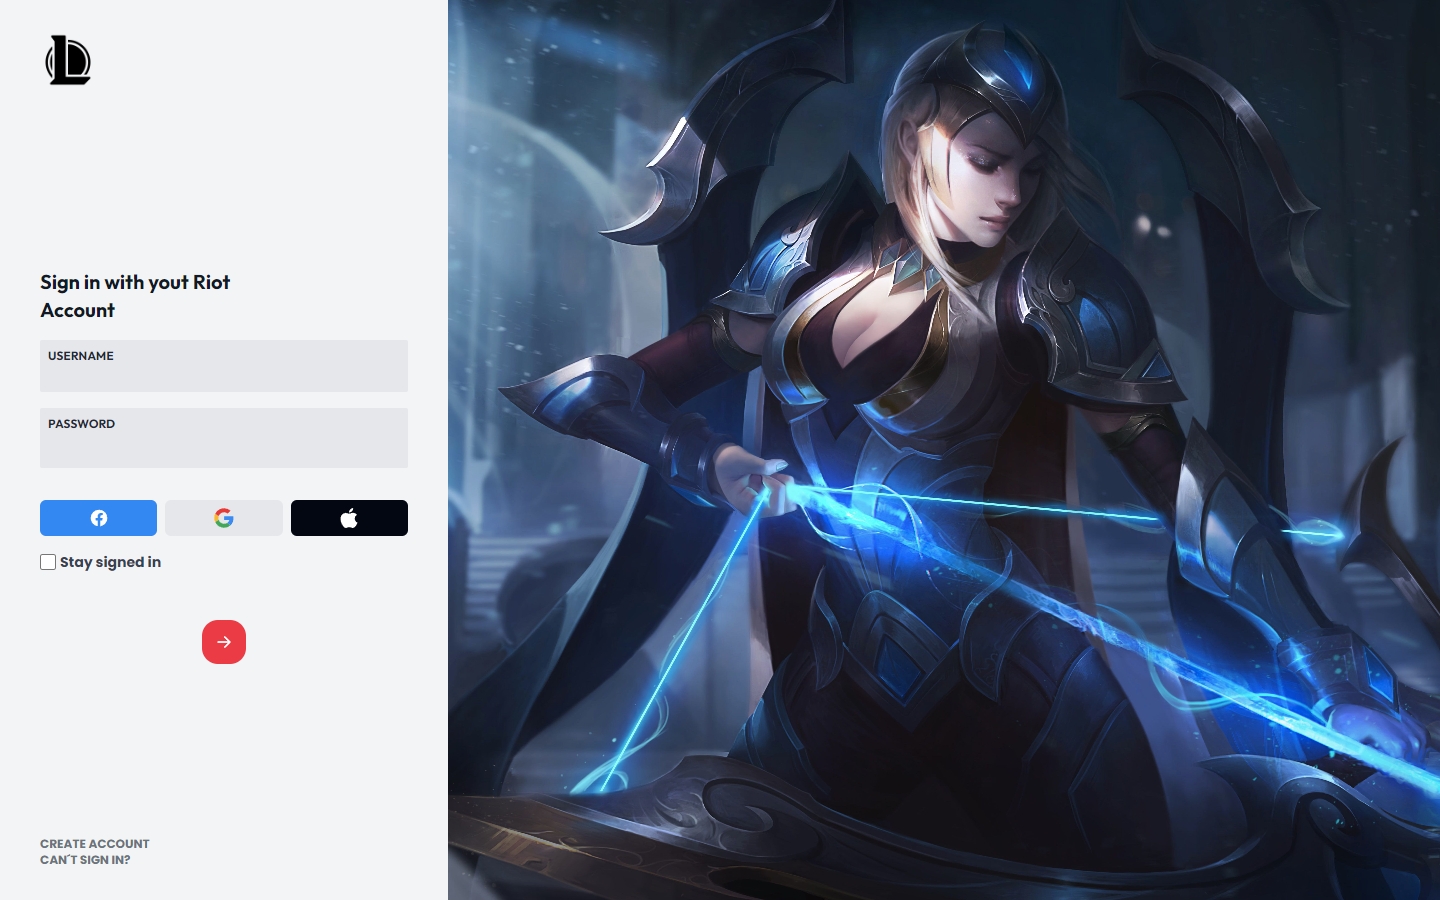 Sign in with yout Riot
Account
USERNAME
PASSWORD
Stay signed in
CREATE ACCOUNT
CAN´T SIGN IN?